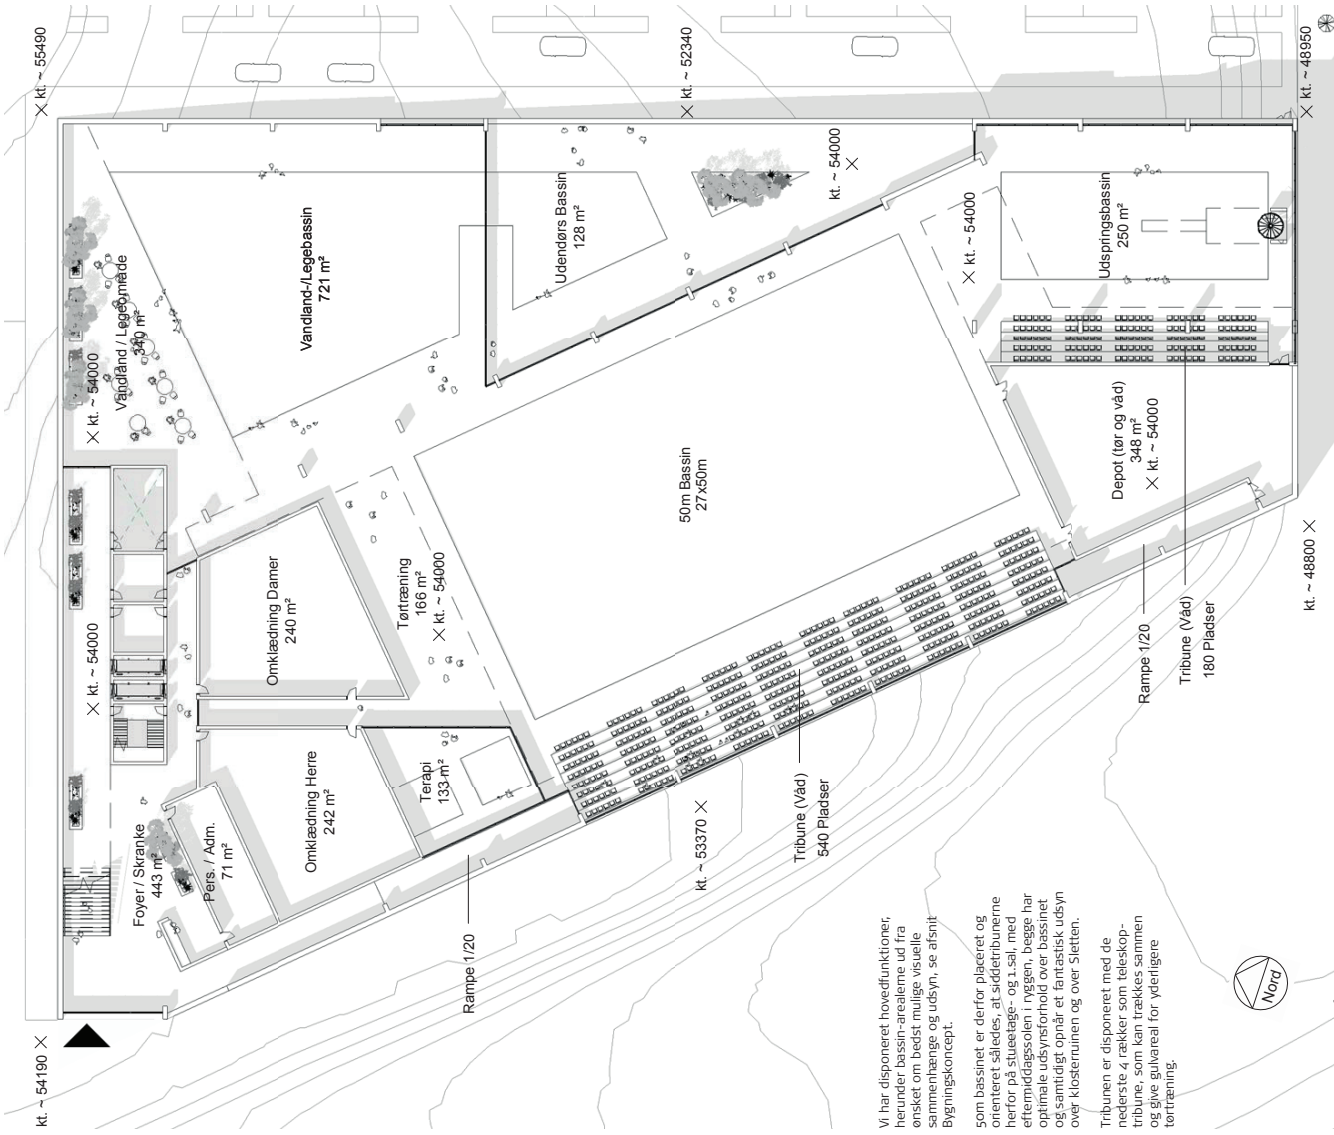 kt. ~ 55490
kt. ~ 52340
kt. ~ 48950
kt. ~ 54000
Vandland / Legeområde
340 m²
Vandland-/Legebassin
721 m²
Udendørs Bassin
128 m²
kt. ~ 54000
kt. ~ 54000
Udspringsbassin
250 m²
kt. ~ 54000
Omklædning Damer
240 m²
Tørtræning
166 m²
kt. ~ 54000
50m Bassin
27x50m
Depot (tør og våd)
348 m²
kt. ~ 54000
Foyer / Skranke
443 m²
Pers. / Adm.
71 m²
Omklædning Herre
242 m²
Terapi
133 m²
Rampe 1/20
kt. ~ 53370
Tribune (Våd)
540 Pladser
Rampe 1/20
Tribune (Våd)
180 Pladser
kt. ~ 48800
kt. ~ 54190
Vi har disponeret hovedfunktioner,
herunder bassin-arealerne ud fra
ønsket om bedst mulige visuelle
sammenhænge og udsyn, se afsnit
Bygningskoncept.
50m bassinet er derfor placeret og
orienteret således, at siddetribunerne
herfor på stueetage- og 1.sal, med
eftermiddagssolen i ryggen, begge har
optimale udsynsforhold over bassinet
og samtidigt opnår et fantastisk udsyn
over klosterruinen og over Sletten.
Tribunen er disponeret med de
nederste 4 rækker som teleskop-
tribune, som kan trækkes sammen
og give gulvareal for yderligere
tørtræning.
Nord